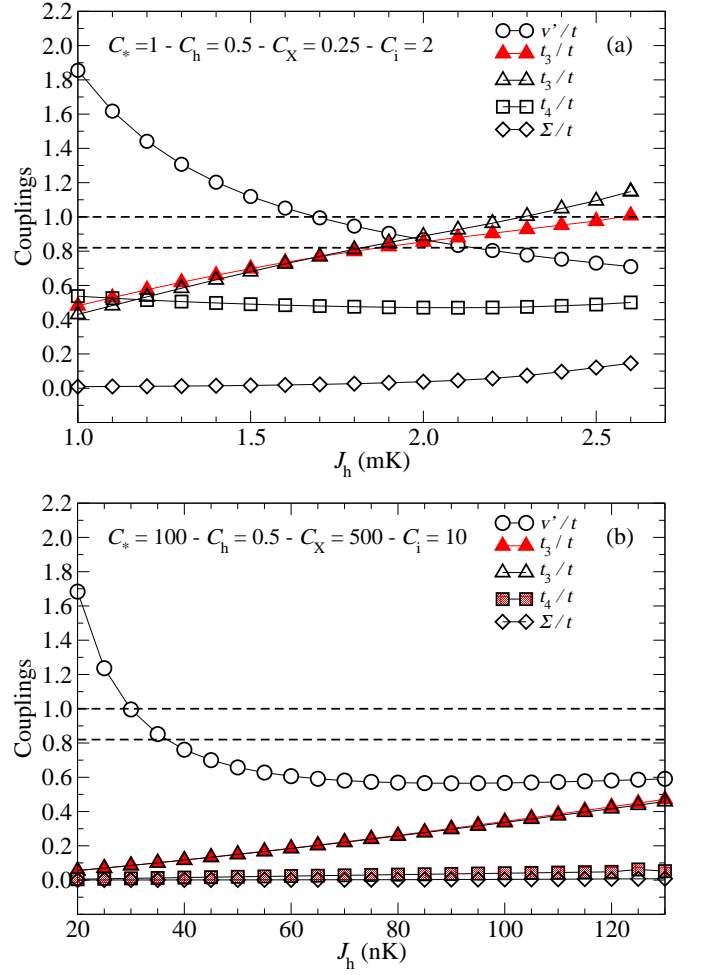 2.2
2.0
1.8
1.6
1.4
1.2
1.0
0.8
0.6
0.4
0.2
0.0
Couplings
C* =1 - Ch = 0.5 - CX = 0.25 - Ci = 2
v’/t
t3/t
t3/t
t4/t
Σ/t
(a)
1.0 1.5 2.0 2.5
Jh (mK)
2.2
2.0
1.8
1.6
1.4
1.2
1.0
0.8
0.6
0.4
0.2
0.0
Couplings
C* = 100 - Ch = 0.5 - CX = 500 - Ci = 10
v’/t
t3/t
t3/t
t4/t
Σ/t
(b)
20 40 60 80 100 120
Jh (nK)